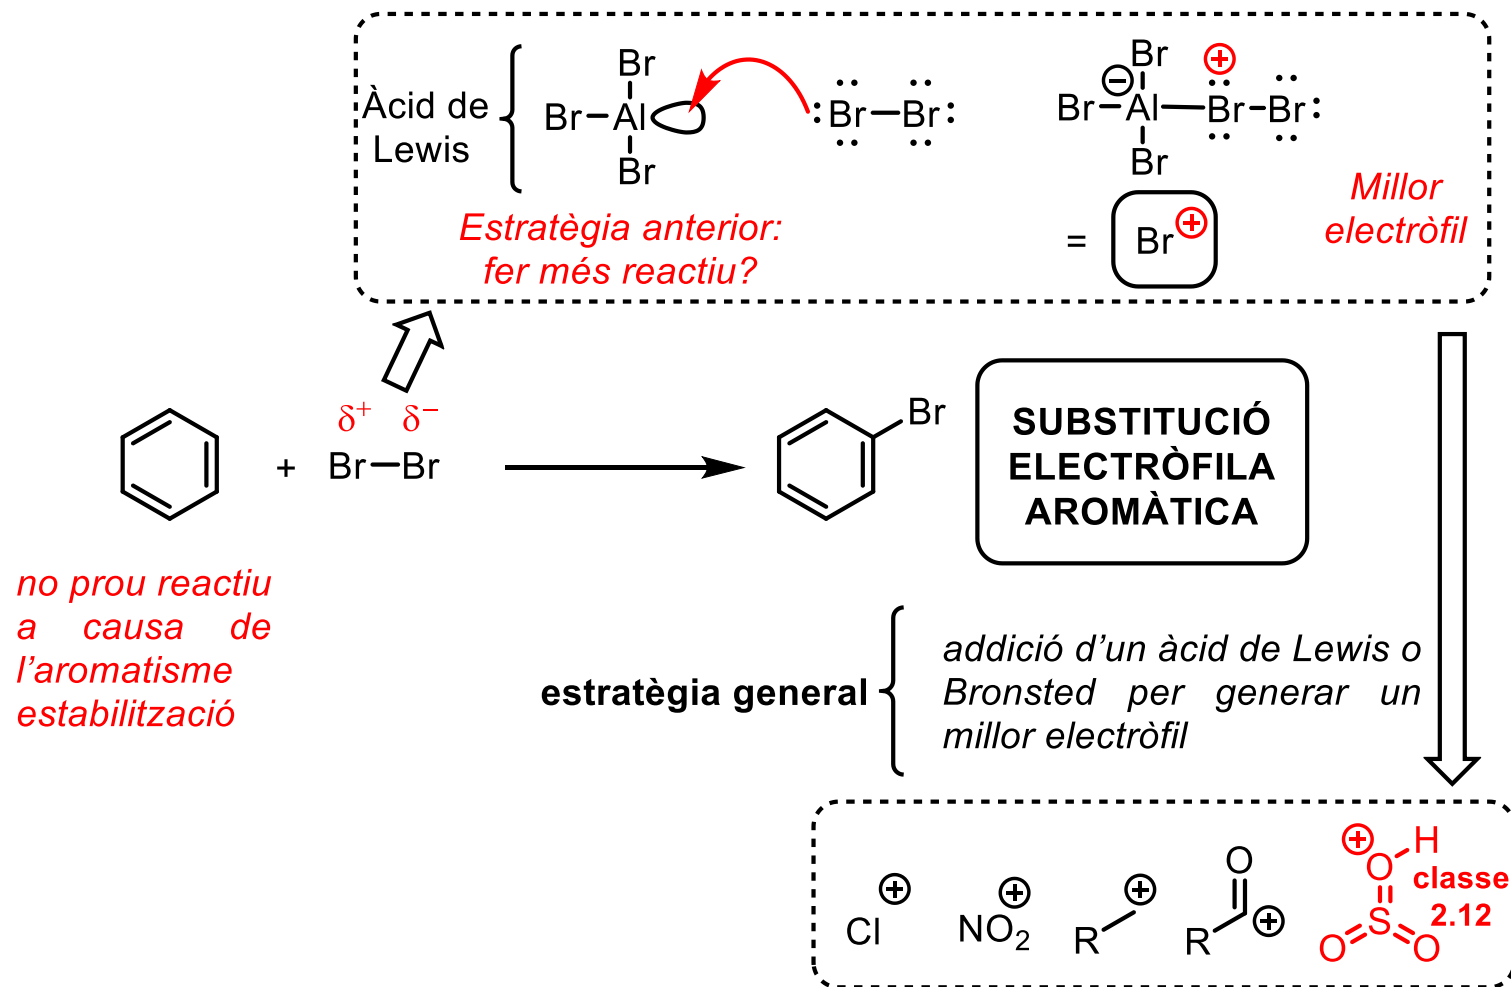 Àcid de
Lewis
Br
Br Al
Br
:Br Br:
Br
Br Al Br Br:
Br
Estratègia anterior:
fer més reactiu?
= Br +
Millor
electròfil
δ+ δ−
+ Br Br
Br
SUBSTITUCIÓ
ELECTRÒFILA
AROMÀTICA
no prou reactiu
a causa de
l’aromatisme
estabilització
estratègia general
addició d’un àcid de Lewis o
Bronsted per generar un
millor electròfil
Cl +
NO2 +
R +
O
R +
+ O H
S
O O
classe
2.12